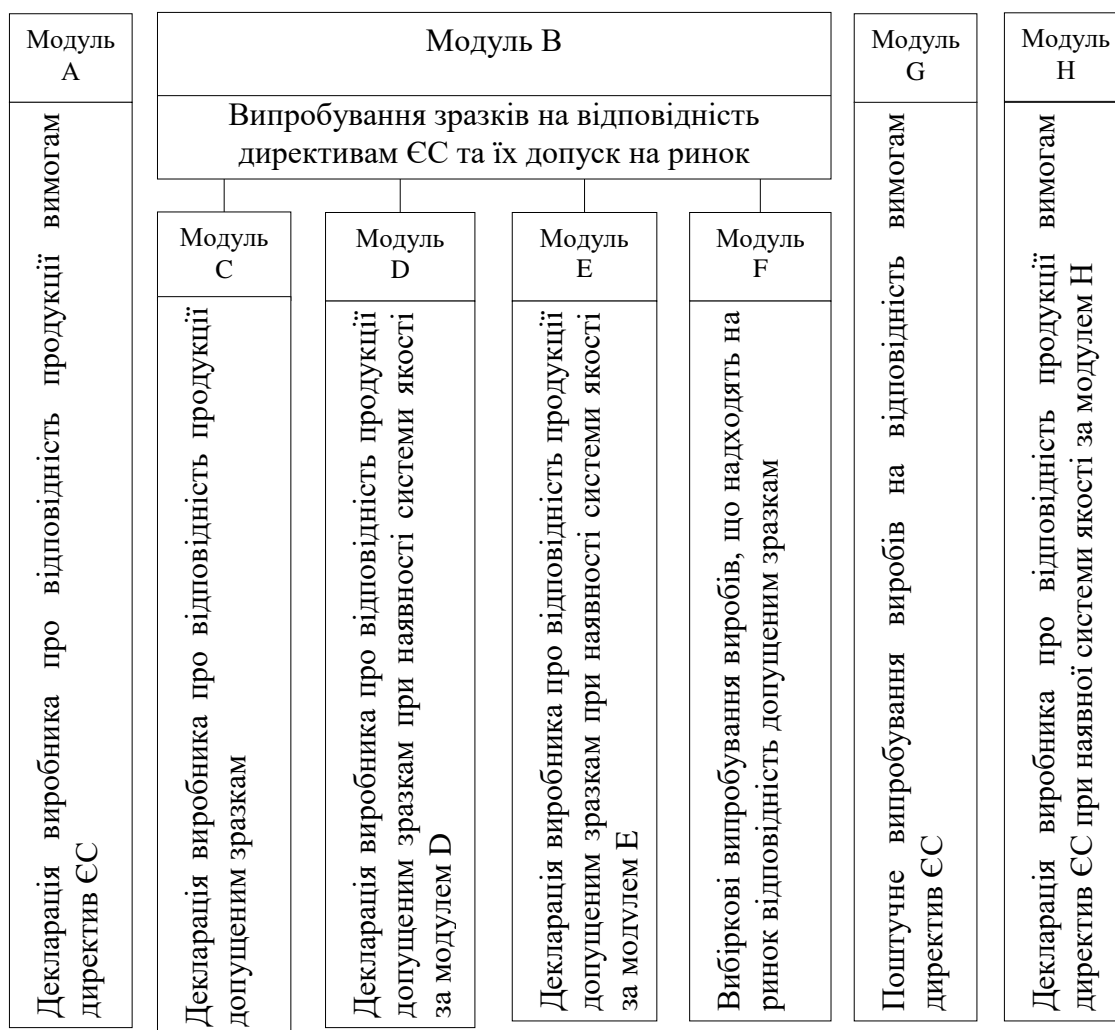 Модуль
A
Декларація виробника про відповідність продукції вимогам
директив ЄС
Модуль B
Випробування зразків на відповідність
директивам ЄС та їх допуск на ринок
Модуль
C
Декларація виробника про відповідність продукції
допущеним зразкам
Модуль
D
Декларація виробника про відповідність продукції
допущеним зразкам при наявності системи якості
за модулем D
Модуль
E
Декларація виробника про відповідність продукції
допущеним зразкам при наявності системи якості
за модулем E
Модуль
F
Вибіркові випробування виробів, що надходять на
ринок відповідність допущеним зразкам
Модуль
G
Поштучне випробування виробів на відповідність вимогам
директив ЄС
Модуль
H
Декларація виробника про відповідність продукції вимогам
директив ЄС при наявної системи якості за модулем H